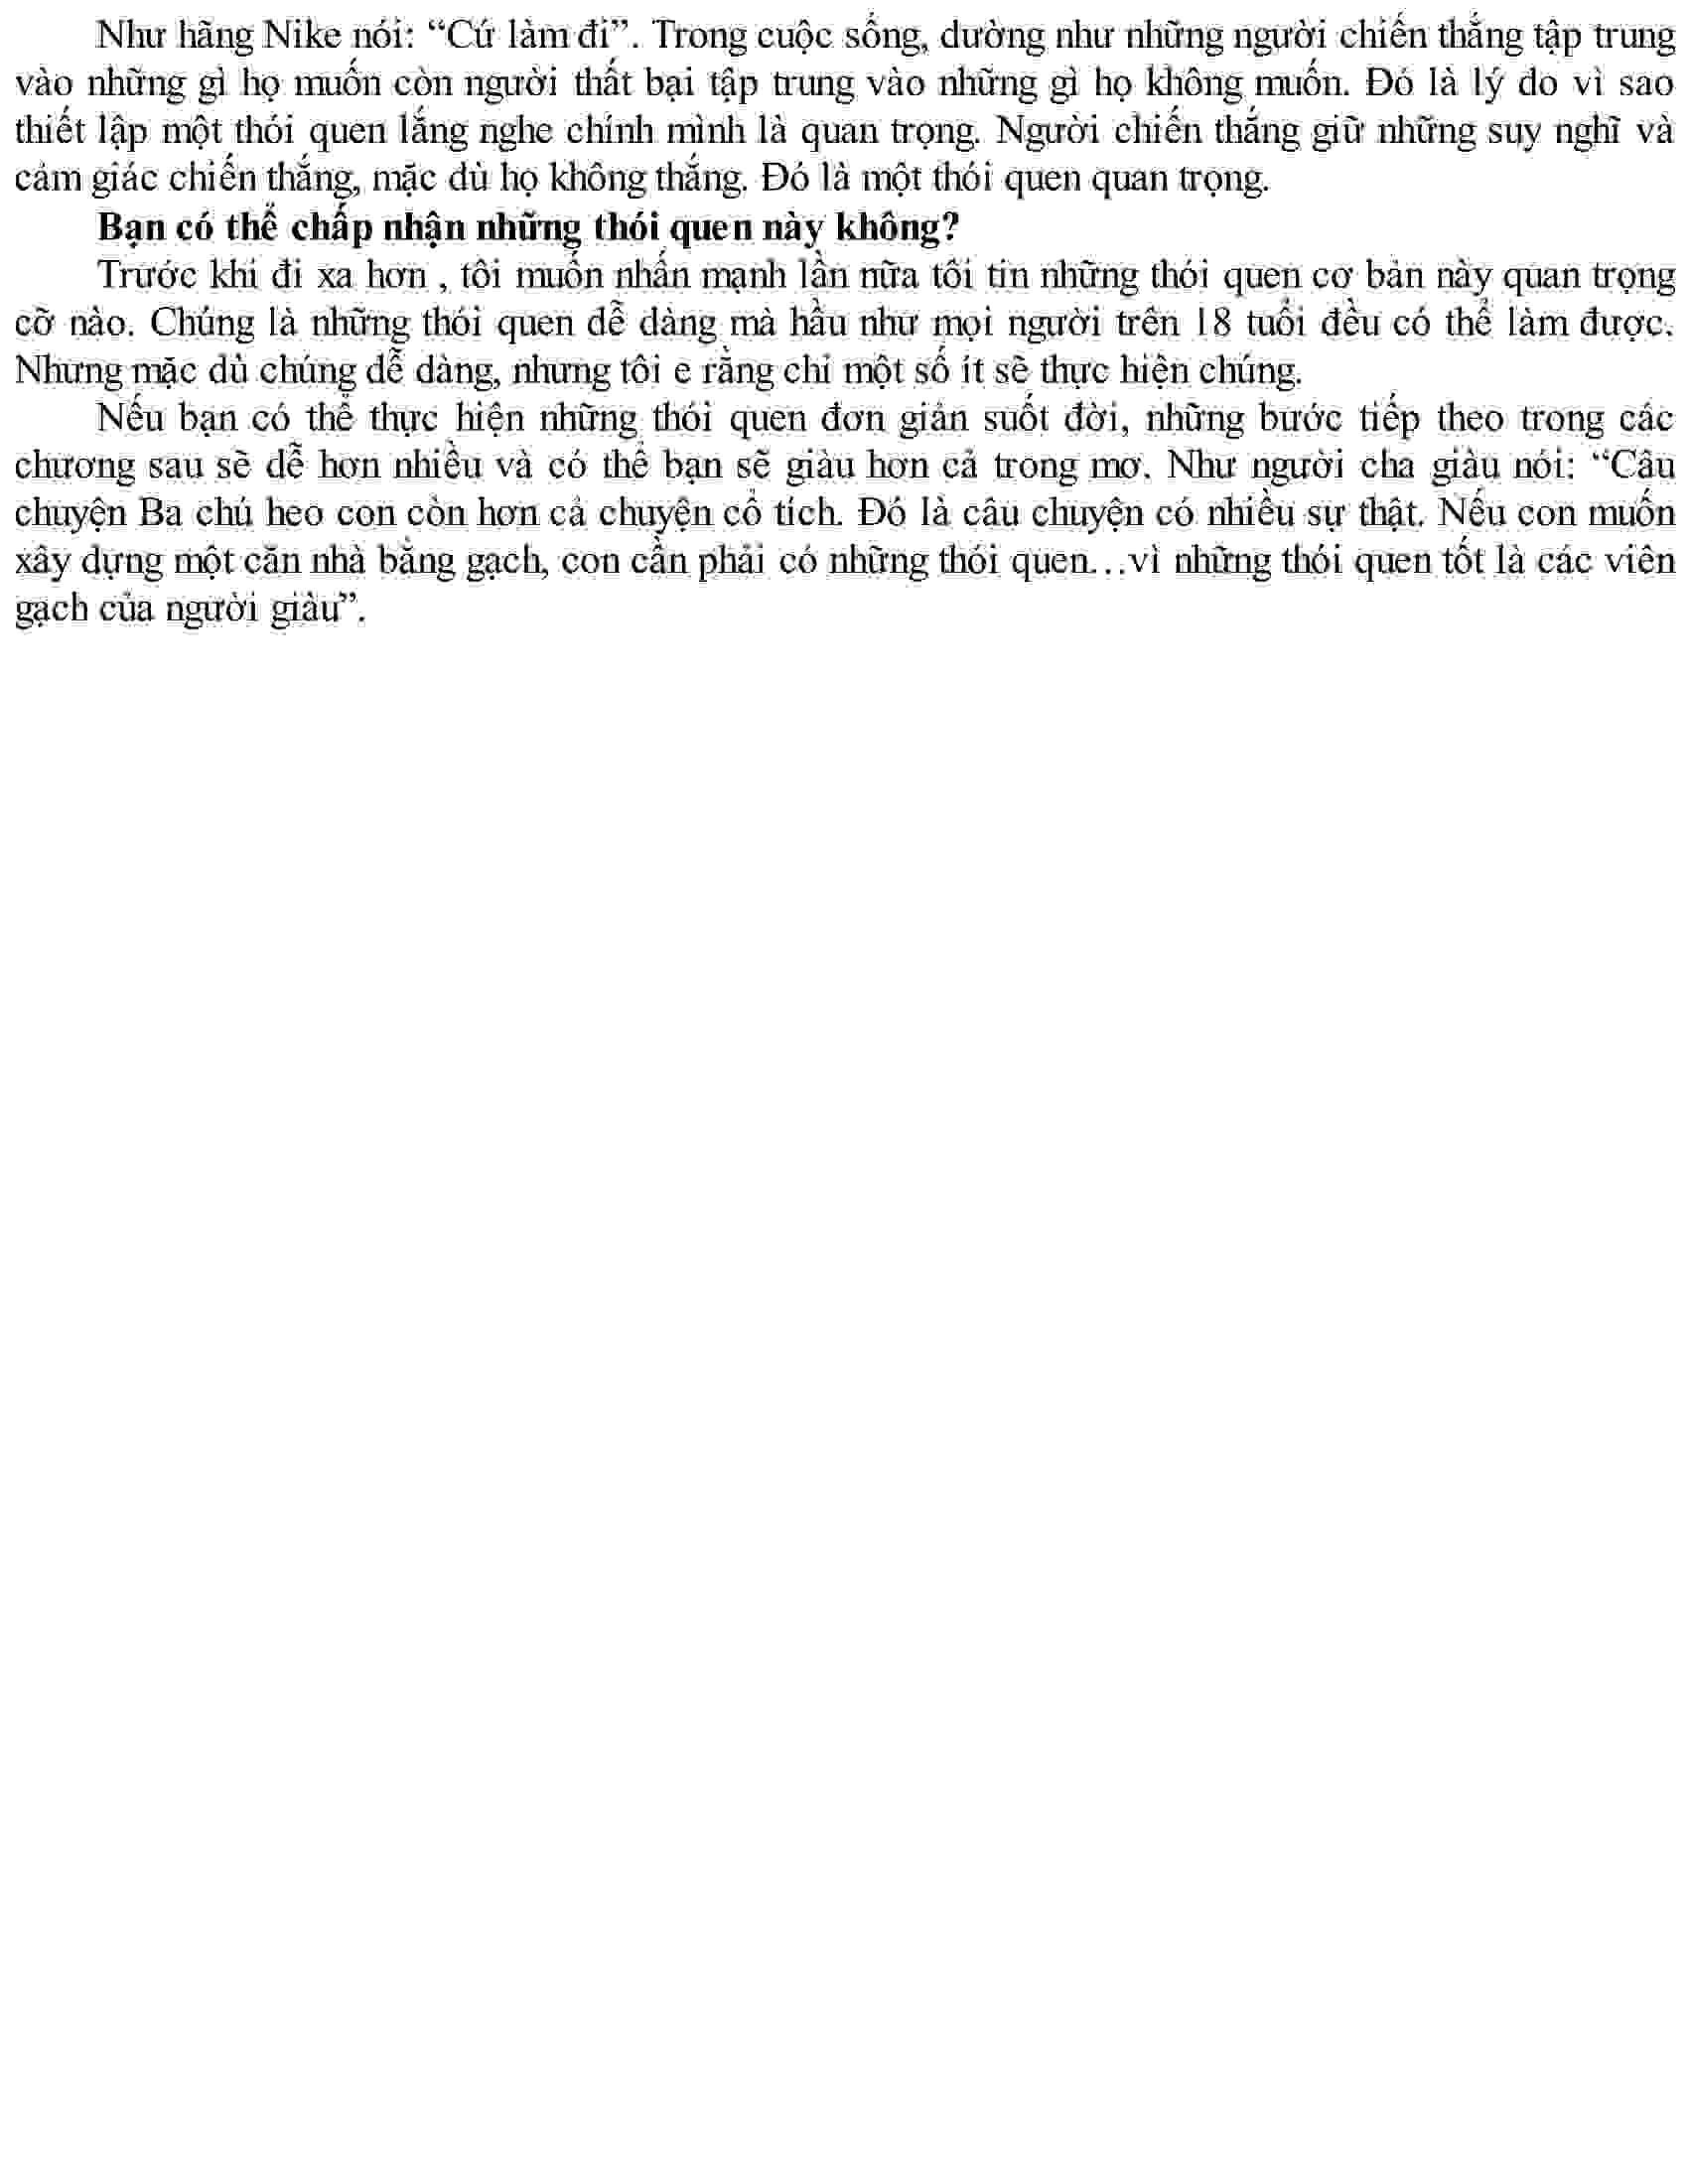 Như hãng Nike nói: “Cứ làm đi”. Trong cuộc sống, dường như những người chiến thắng tập trung
vào những gì họ muốn còn người thất bại tập trung vào những gì họ không muốn. Đó là lý do vì sao
thiết lập một thói quen lắng nghe chính mình là quan trọng. Người chiến thắng giữ những suy nghĩ và
cảm giác chiến thắng, mặc dù họ không thắng. Đó là một thói quen quan trọng.
Bạn có thể chấp nhận những thói quen này không?
Trước khi đi xa hơn , tôi muốn nhấn mạnh lần nữa tôi tin những thói quen cơ bản này quan trọng
cỡ nào. Chúng là những thói quen dễ dàng mà hầu như mọi người trên 18 tuổi đều có thể làm được.
Nhưng mặc dù chúng dễ dàng, nhưng tôi e rằng chỉ một số ít sẽ thực hiện chúng.
Nếu bạn có thể thực hiện những thói quen đơn giản suốt đời, những bước tiếp theo trong các
chương sau sẽ dễ hơn nhiều và có thể bạn sẽ giàu hơn cả trong mơ. Như người cha giàu nói: “Câu
chuyện Ba chú heo con còn hơn cả chuyện cổ tích. Đó là câu chuyện có nhiều sự thật. Nếu con muốn
xây dựng một căn nhà bằng gạch, con cần phải có những thói quen…vì những thói quen tốt là các viên
gạch của người giàu”.